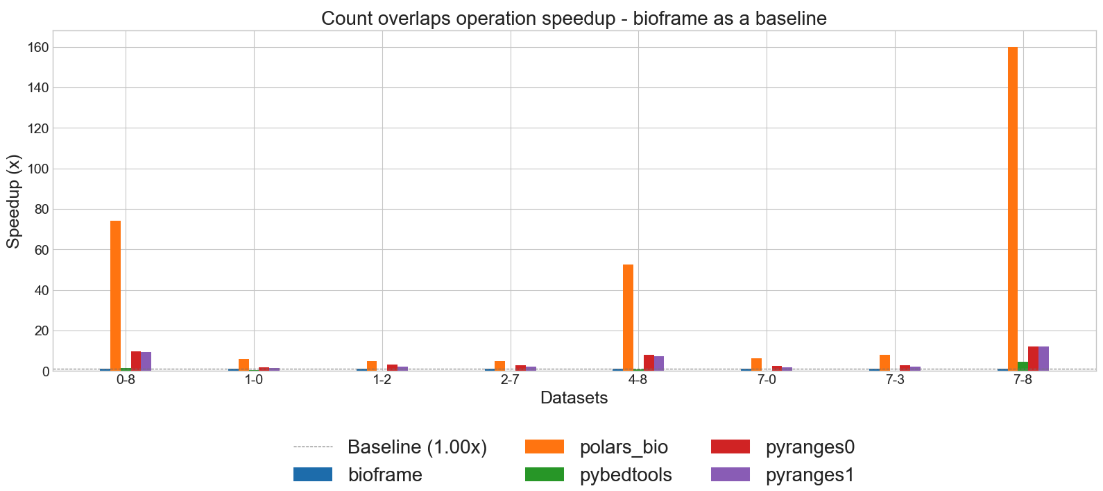 Count overlaps operation speedup - bioframe as a baseline
Speedup (x)
160
140
120
100
80
60
40
20
0
0-8 1-0 1-2 2-7 4-8 7-0 7-3 7-8
Datasets
Baseline (1.00x) polars_bio pyranges0
bioframe pybedtools pyranges1